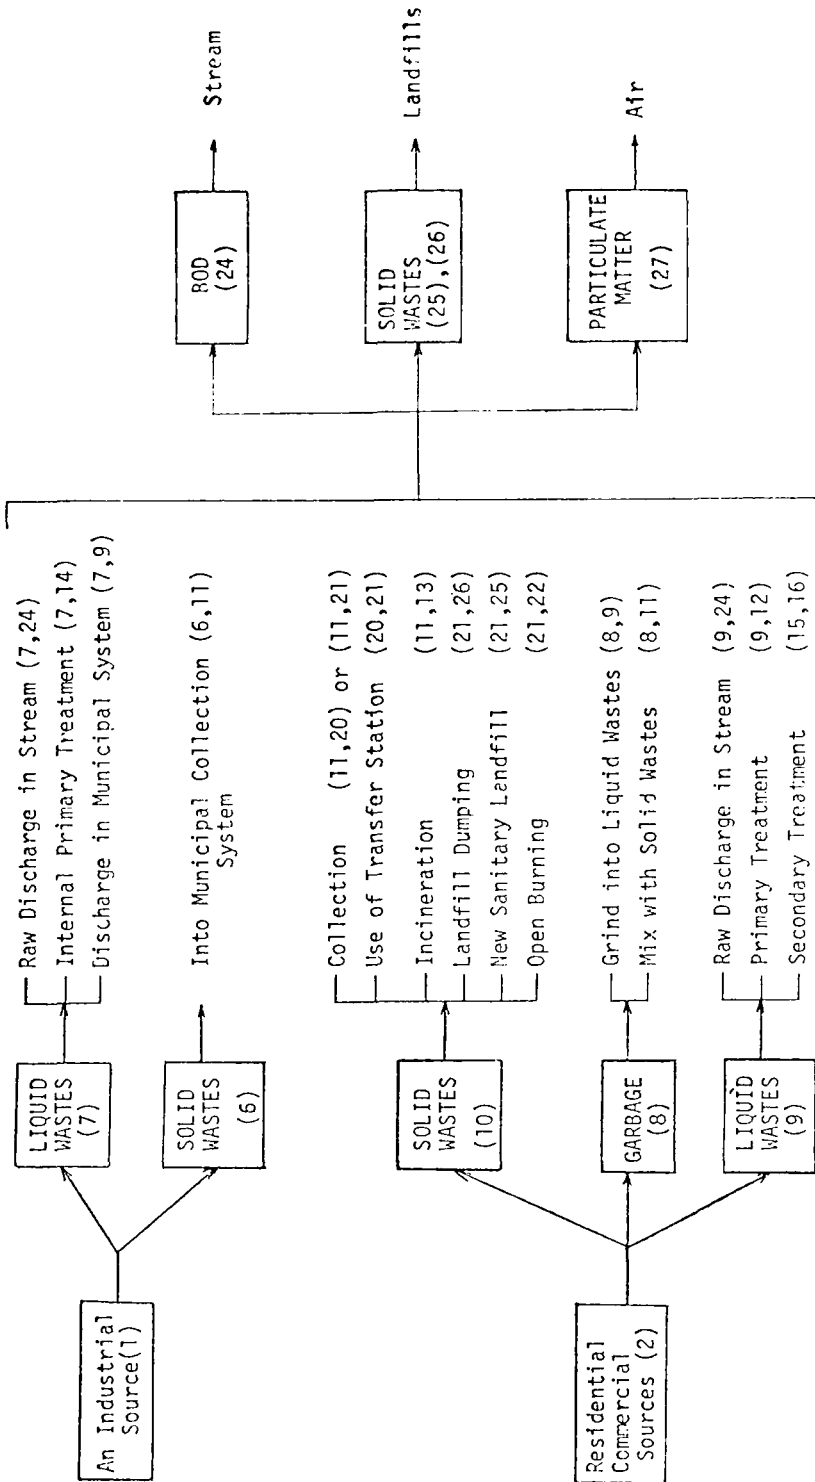 An Industrial
Source(1)
LIQUID
WASTES
(7)
Raw Discharge in Stream (7,24)
Internal Primary Treatment (7,14)
Discharge in Municipal System (7,9)
SOLID
WASTES
(6)
Into Municipal Collection (6,11)
System
Residential
Commercial
Sources (2)
SOLID
WASTES
(10)
Collection (11,20) or (11,21)
Use of Transfer Station (20,21)
Incineration (11,13)
Landfill Dumping (21,26)
New Sanitary Landfill (21,25)
Open Burning (21,22)
GARBAGE
(8)
Grind into Liquid Wastes (8,9)
Mix with Solid Wastes (8,11)
LIQUID
WASTES
(9)
Raw Discharge in Stream (9,24)
Primary Treatment (9,12)
Secondary Treatment (15,16)
BOD
(24)
Stream
SOLID
WASTES
(25),(26)
Landfills
PARTICULATE
MATTER
(27)
Air